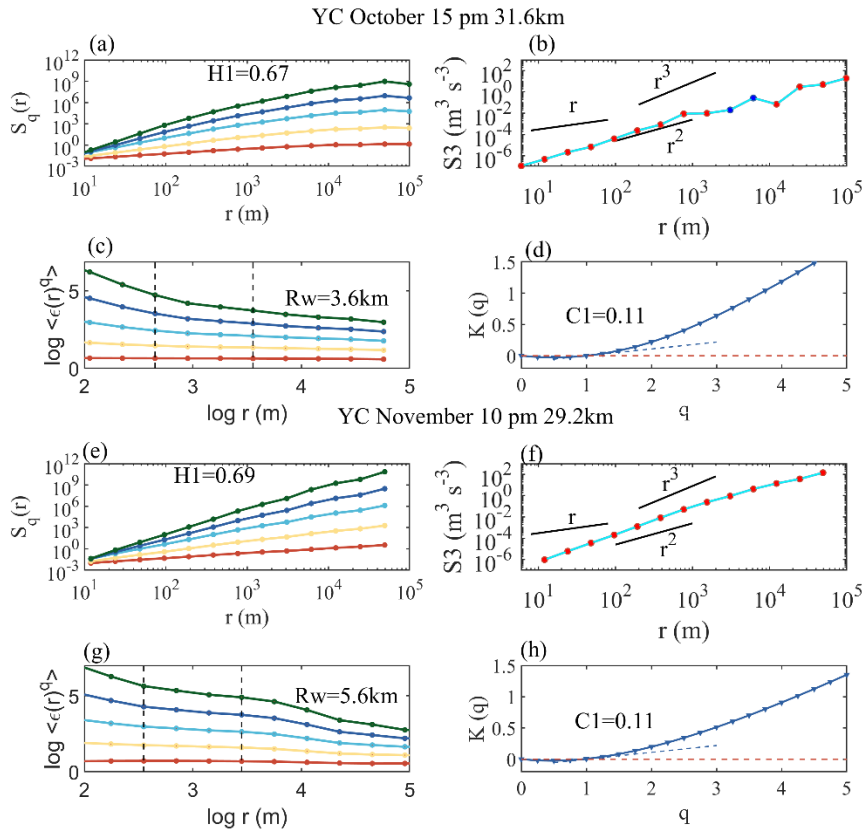 YC October 15 pm 31.6km
(a)
H1=0.67
S_q(r)
10^12
10^9
10^6
10^3
10^0
10^-3
10^1 10^2 10^3 10^4 10^5
r (m)
(b)
S3 (m^3 s^-3)
10^2
10^0
10^-2
10^-4
10^-6
r
r^3
r^2
10^1 10^2 10^3 10^4 10^5
r (m)
(c)
log <ϵ(r)^q>
5
0
Rw=3.6km
2 3 4 5
log r (m)
(d)
K (q)
1.5
1
0.5
0
C1=0.11
0 1 2 3 4 5
q
YC November 10 pm 29.2km
(e)
H1=0.69
S_q(r)
10^12
10^9
10^6
10^3
10^0
10^-3
10^1 10^2 10^3 10^4 10^5
r (m)
(f)
S3 (m^3 s^-3)
10^2
10^0
10^-2
10^-4
10^-6
r
r^3
r^2
10^1 10^2 10^3 10^4 10^5
r (m)
(g)
log <ϵ(r)^q>
5
0
Rw=5.6km
2 3 4 5
log r (m)
(h)
K (q)
1.5
1
0.5
0
C1=0.11
0 1 2 3 4 5
q